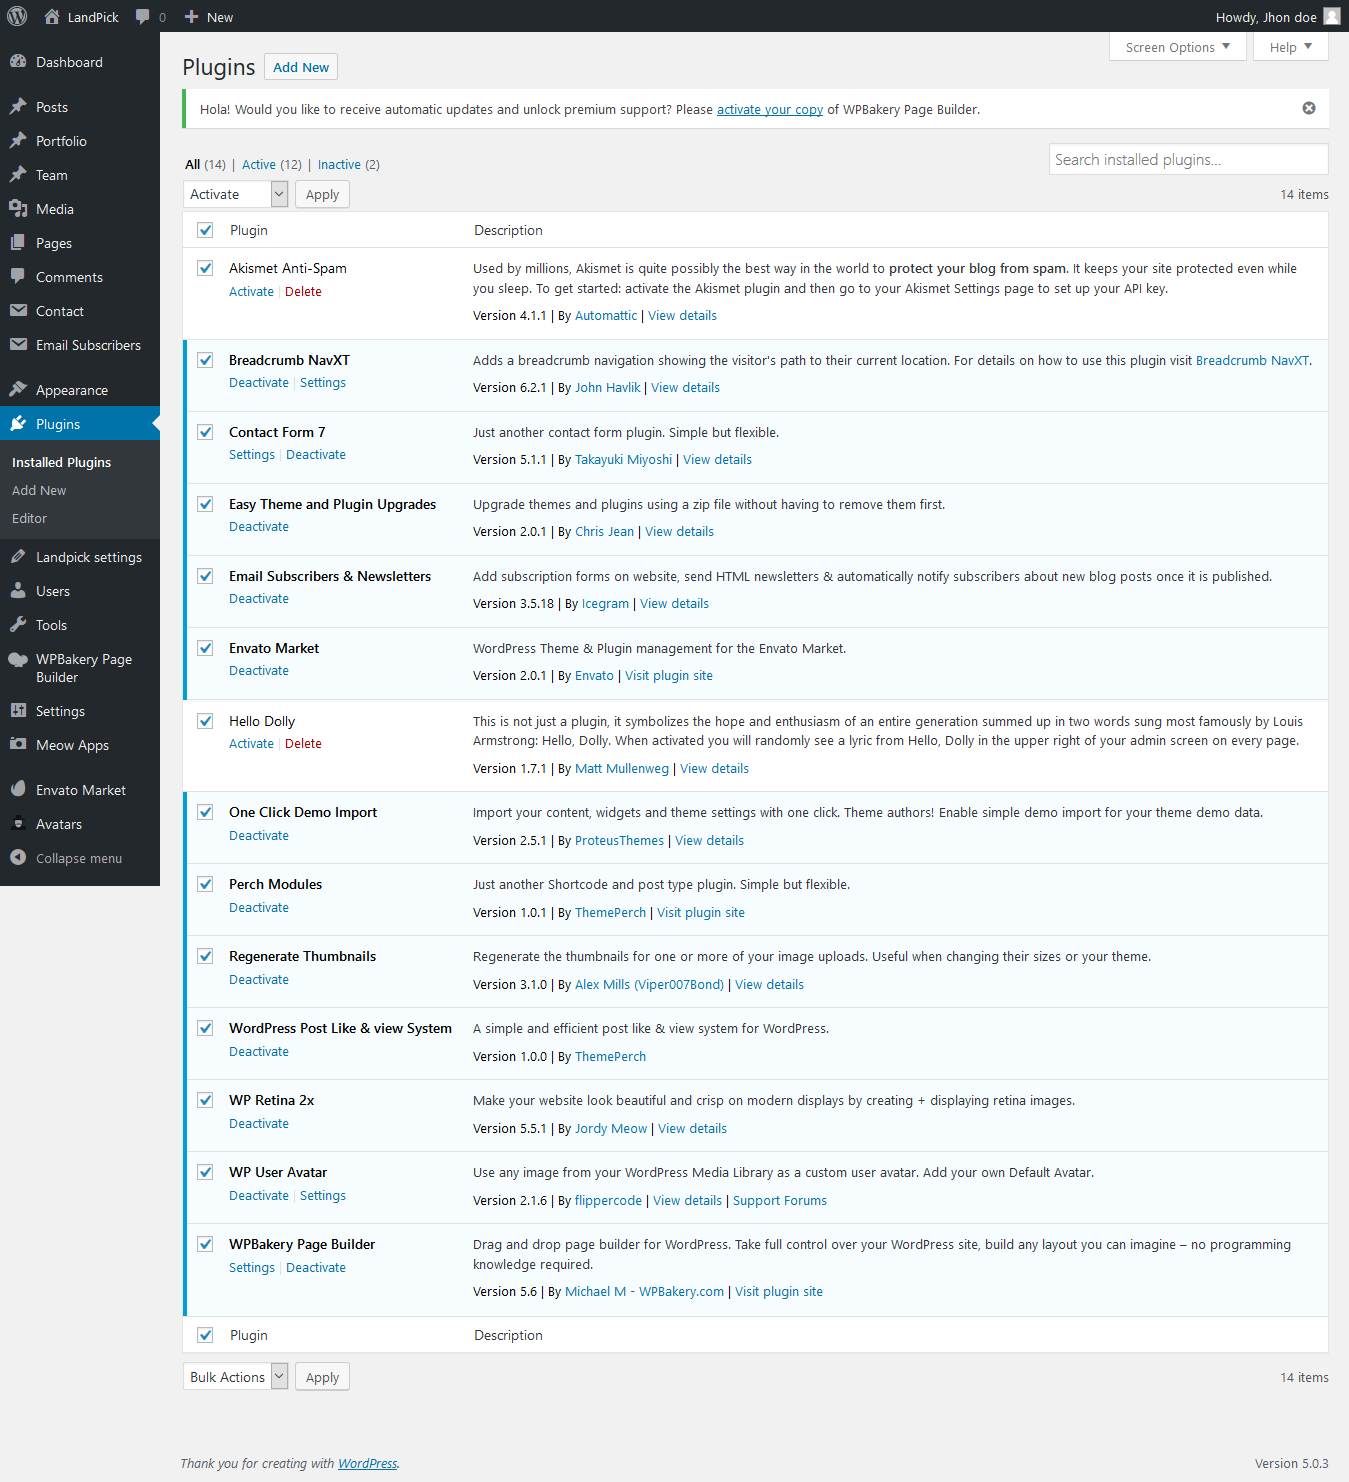 LandPick 0 New Howdy, Jhon doe
Screen Options Help
Dashboard
Posts
Portfolio
Team
Media
Pages
Comments
Contact
Email Subscribers
Appearance
Plugins
Installed Plugins
Add New
Editor
Landpick settings
Users
Tools
WPBakery Page
Builder
Settings
Meow Apps
Envato Market
Avatars
Collapse menu
Plugins Add New
Hola! Would you like to receive automatic updates and unlock premium support? Please activate your copy of WPBakery Page Builder.
All (14) | Active (12) | Inactive (2)
Search installed plugins...
Activate Apply 14 items
Plugin Description
Akismet Anti-Spam
Activate | Delete
Used by millions, Akismet is quite possibly the best way in the world to protect your blog from spam. It keeps your site protected even while
you sleep. To get started: activate the Akismet plugin and then go to your Akismet Settings page to set up your API key.
Version 4.1.1 | By Automattic | View details
Breadcrumb NavXT
Deactivate | Settings
Adds a breadcrumb navigation showing the visitor's path to their current location. For details on how to use this plugin visit Breadcrumb NavXT.
Version 6.2.1 | By John Havlik | View details
Contact Form 7
Settings | Deactivate
Just another contact form plugin. Simple but flexible.
Version 5.1.1 | By Takayuki Miyoshi | View details
Easy Theme and Plugin Upgrades
Deactivate
Upgrade themes and plugins using a zip file without having to remove them first.
Version 2.0.1 | By Chris Jean | View details
Email Subscribers & Newsletters
Deactivate
Add subscription forms on website, send HTML newsletters & automatically notify subscribers about new blog posts once it is published.
Version 3.5.18 | By Icegram | View details
Envato Market
Deactivate
WordPress Theme & Plugin management for the Envato Market.
Version 2.0.1 | By Envato | Visit plugin site
Hello Dolly
Activate | Delete
This is not just a plugin, it symbolizes the hope and enthusiasm of an entire generation summed up in two words sung most famously by Louis
Armstrong: Hello, Dolly. When activated you will randomly see a lyric from Hello, Dolly in the upper right of your admin screen on every page.
Version 1.7.1 | By Matt Mullenweg | View details
One Click Demo Import
Deactivate
Import your content, widgets and theme settings with one click. Theme authors! Enable simple demo import for your theme demo data.
Version 2.5.1 | By ProteusThemes | View details
Perch Modules
Deactivate
Just another Shortcode and post type plugin. Simple but flexible.
Version 1.0.1 | By ThemePerch | Visit plugin site
Regenerate Thumbnails
Deactivate
Regenerate the thumbnails for one or more of your image uploads. Useful when changing their sizes or your theme.
Version 3.1.0 | By Alex Mills (Viper007Bond) | View details
WordPress Post Like & view System
Deactivate
A simple and efficient post like & view system for WordPress.
Version 1.0.0 | By ThemePerch
WP Retina 2x
Deactivate
Make your website look beautiful and crisp on modern displays by creating + displaying retina images.
Version 5.5.1 | By Jordy Meow | View details
WP User Avatar
Deactivate | Settings
Use any image from your WordPress Media Library as a custom user avatar. Add your own Default Avatar.
Version 2.1.6 | By flippercode | View details | Support Forums
WPBakery Page Builder
Settings | Deactivate
Drag and drop page builder for WordPress. Take full control over your WordPress site, build any layout you can imagine – no programming
knowledge required.
Version 5.6 | By Michael M - WPBakery.com | Visit plugin site
Plugin Description
Bulk Actions Apply 14 items
Thank you for creating with WordPress. Version 5.0.3